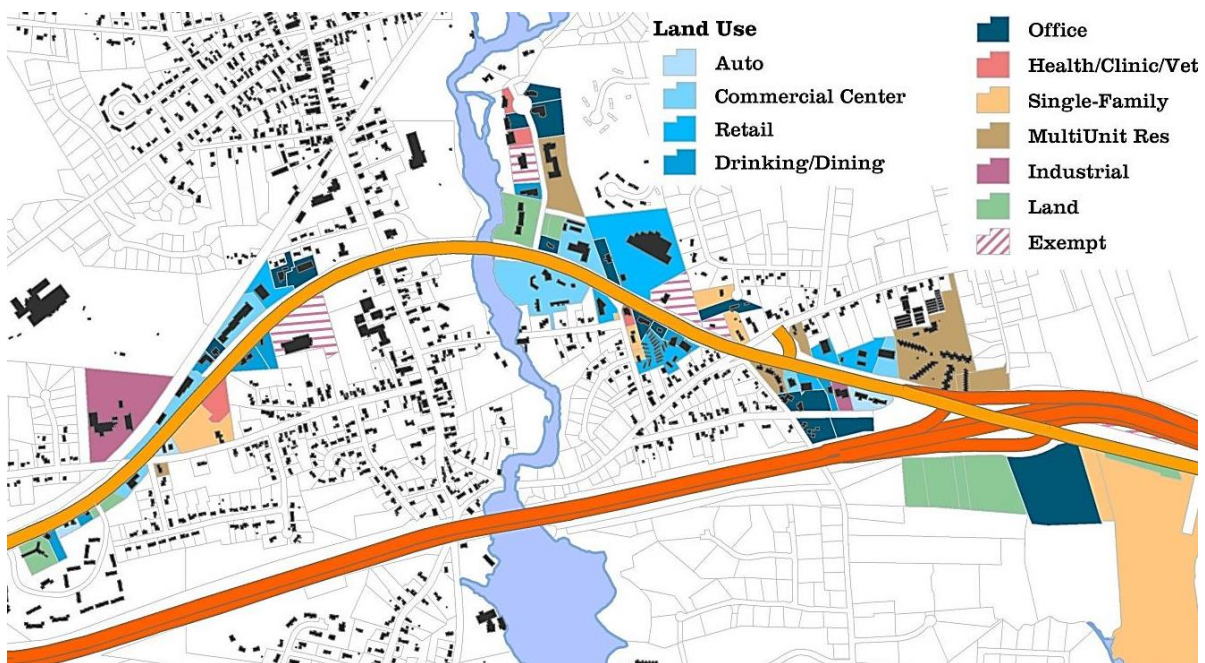 Land Use
Auto
Commercial Center
Retail
Drinking/Dining
Office
Health/Clinic/Vet
Single-Family
MultiUnit Res
Industrial
Land
Exempt